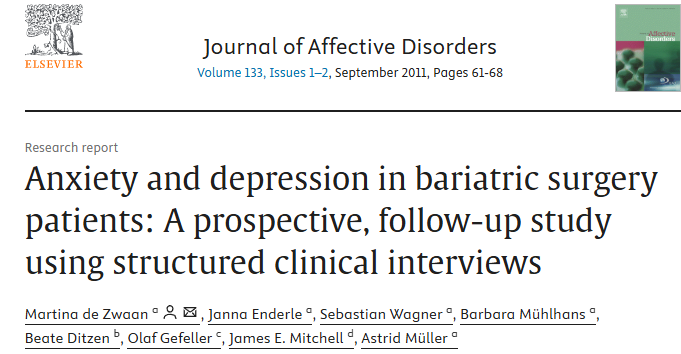 Journal of Affective Disorders
ELSEVIER
Volume 133, Issues 1–2, September 2011, Pages 61-68
Research report
Anxiety and depression in bariatric surgery
patients: A prospective, follow-up study
using structured clinical interviews
Martina de Zwaan a, Janna Enderle a, Sebastian Wagner a, Barbara Mühlhans a,
Beate Ditzen b, Olaf Gefeller c, James E. Mitchell d, Astrid Müller a